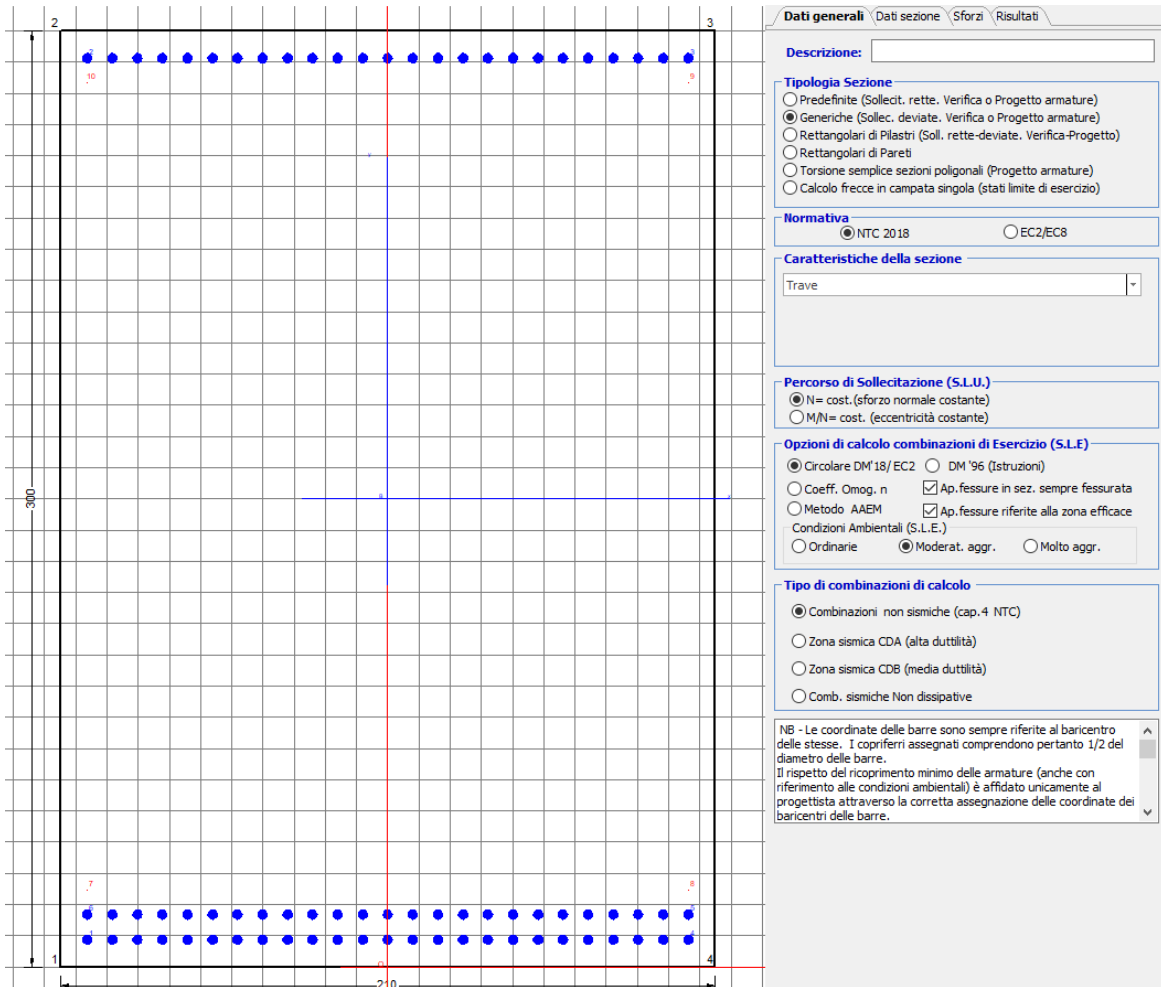 Dati generali Dati sezione Sforzi Risultati
Descrizione:
Tipologia Sezione
Predefinite (Sollecit. rette. Verifica o Progetto armature)
Generiche (Sollec. deviate. Verifica o Progetto armature)
Rettangolari di Pilastri (Soll. rette-deviate. Verifica-Progetto)
Rettangolari di Pareti
Torsione semplice sezioni poligonali (Progetto armature)
Calcolo frecce in campata singola (stati limite di esercizio)
Normativa
NTC 2018 EC2/EC8
Caratteristiche della sezione
Trave
Percorso di Sollecitazione (S.L.U.)
N= cost.(sforzo normale costante)
M/N= cost. (eccentricità costante)
Opzioni di calcolo combinazioni di Esercizio (S.L.E)
Circolare DM'18/ EC2 DM '96 (Istruzioni)
Coeff. Omog. n Ap.fessure in sez. sempre fessurata
Metodo AAEM Ap.fessure riferite alla zona efficace
Condizioni Ambientali (S.L.E.)
Ordinarie Moderat. aggr. Molto aggr.
Tipo di combinazioni di calcolo
Combinazioni non sismiche (cap.4 NTC)
Zona sismica CDA (alta duttilità)
Zona sismica CDB (media duttilità)
Comb. sismiche Non dissipative
NB - Le coordinate delle barre sono sempre riferite al baricentro
delle stesse. I copriferri assegnati comprendono pertanto 1/2 del
diametro delle barre.
Il rispetto del ricoprimento minimo delle armature (anche con
riferimento alle condizioni ambientali) è affidato unicamente al
progettista attraverso la corretta assegnazione delle coordinate dei
baricentri delle barre.
2 3
10 9
300
7 8
1 4
210